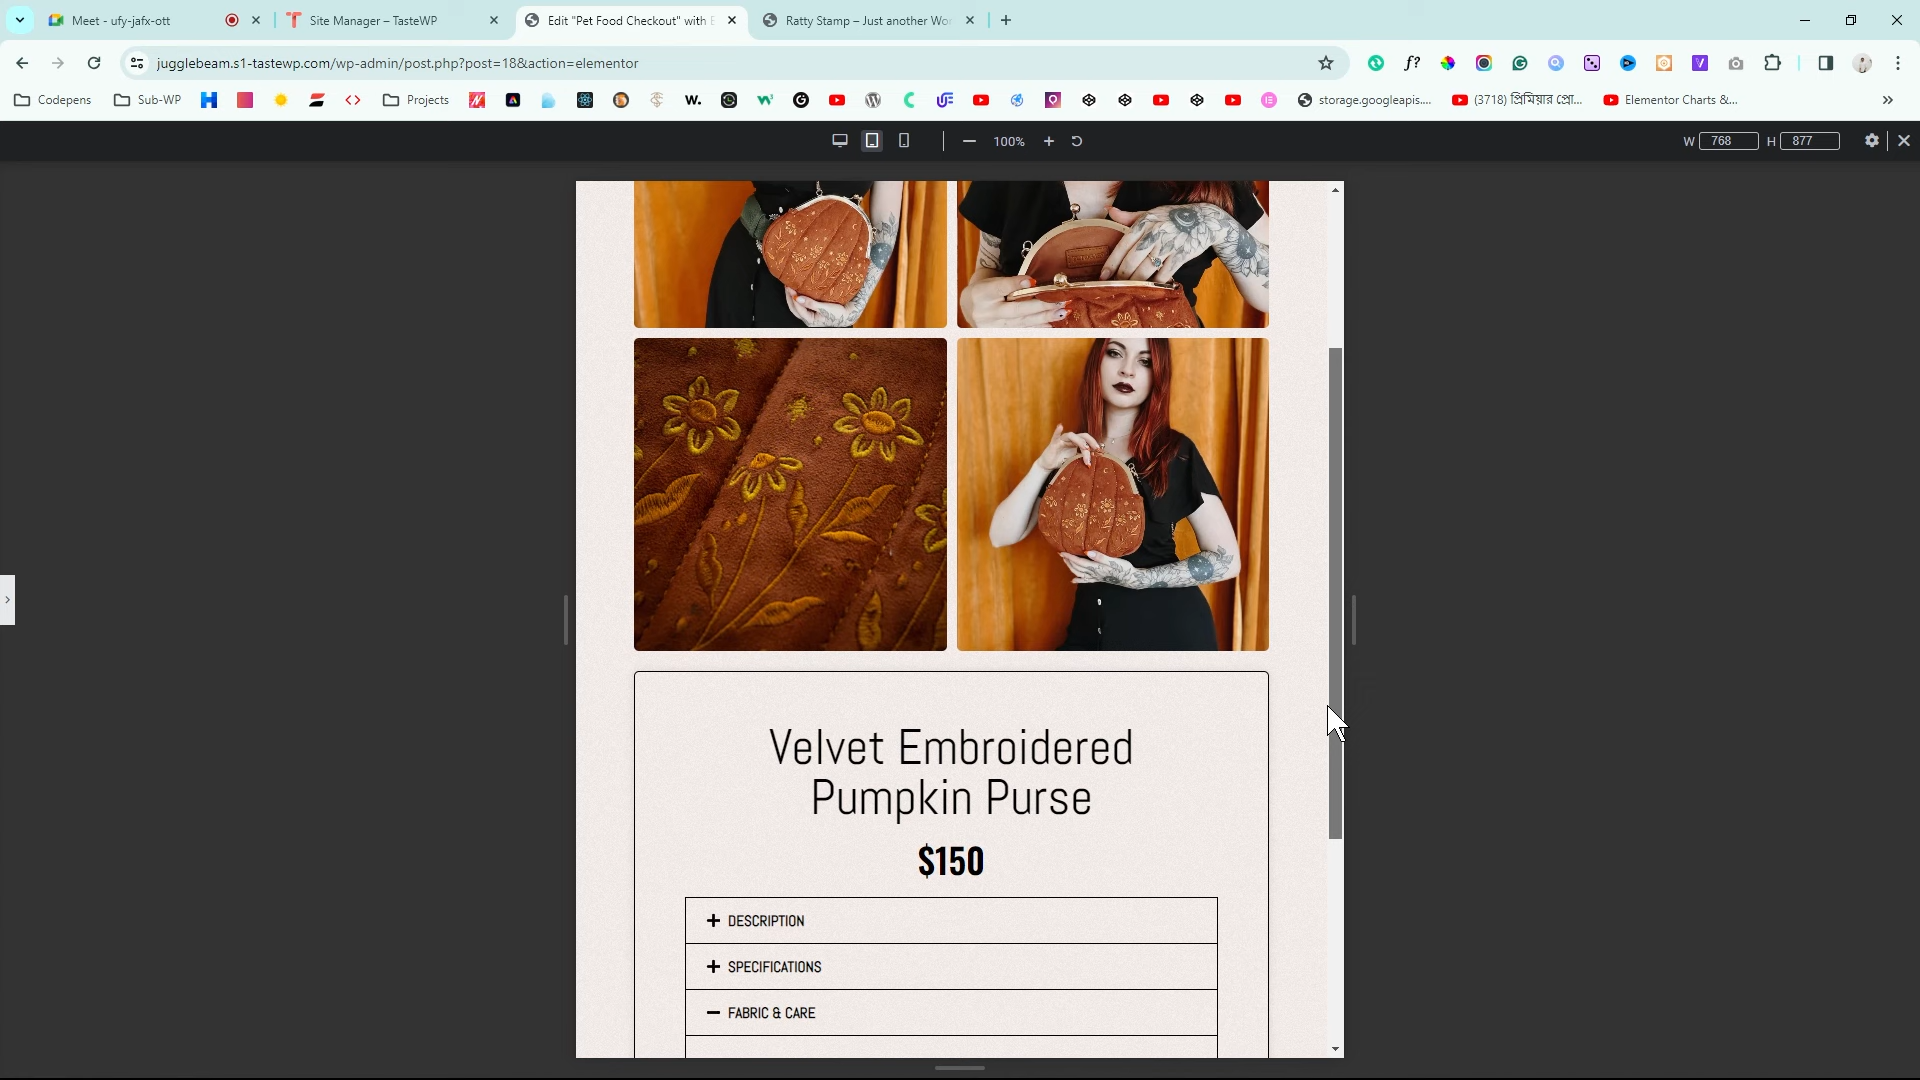 Meet - ufy-jafx-ott
Site Manager – TasteWP
Edit "Pet Food Checkout" with E
Ratty Stamp – Just another Wo
jugglebeam.s1-tastewp.com/wp-admin/post.php?post=18&action=elementor
Codepens
Sub-WP
Projects
storage.googleapis....
(3718) প্রিমিয়ার প্রো...
Elementor Charts &...
100%
W 768 H 877
Velvet Embroidered
Pumpkin Purse
$150
DESCRIPTION
SPECIFICATIONS
FABRIC & CARE